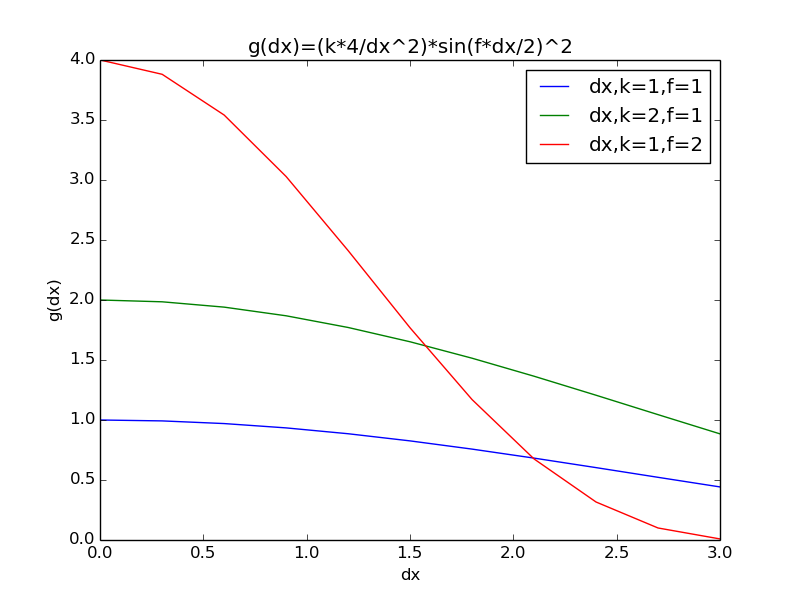 g(dx)=(k*4/dx^2)*sin(f*dx/2)^2
dx,k=1,f=1
dx,k=2,f=1
dx,k=1,f=2
4.0
3.5
3.0
2.5
2.0
1.5
1.0
0.5
0.0
g(dx)
0.0 0.5 1.0 1.5 2.0 2.5 3.0
dx